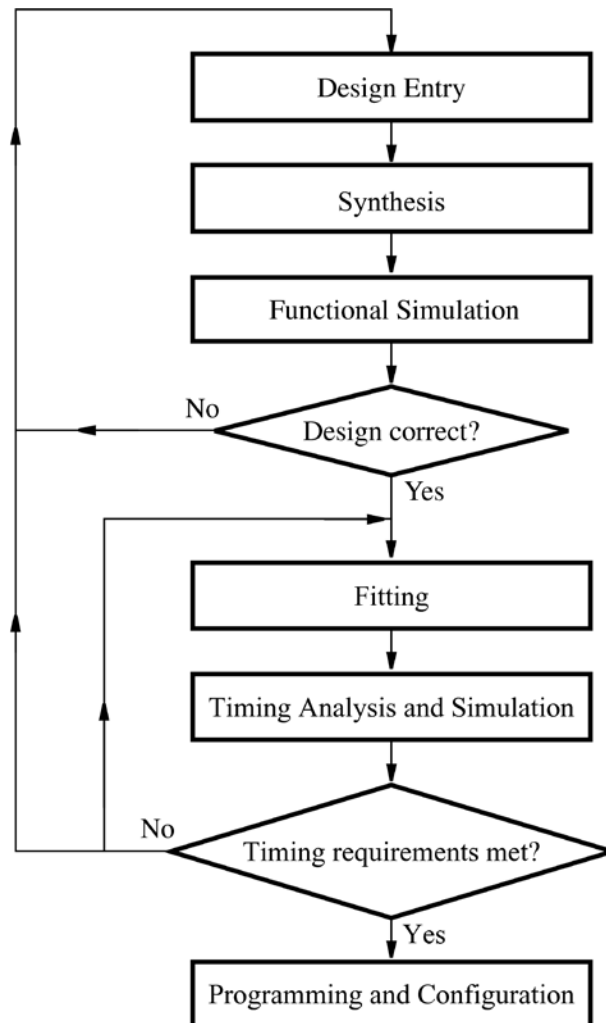 Design Entry
Synthesis
Functional Simulation
No
Design correct?
Yes
Fitting
Timing Analysis and Simulation
No
Timing requirements met?
Yes
Programming and Configuration